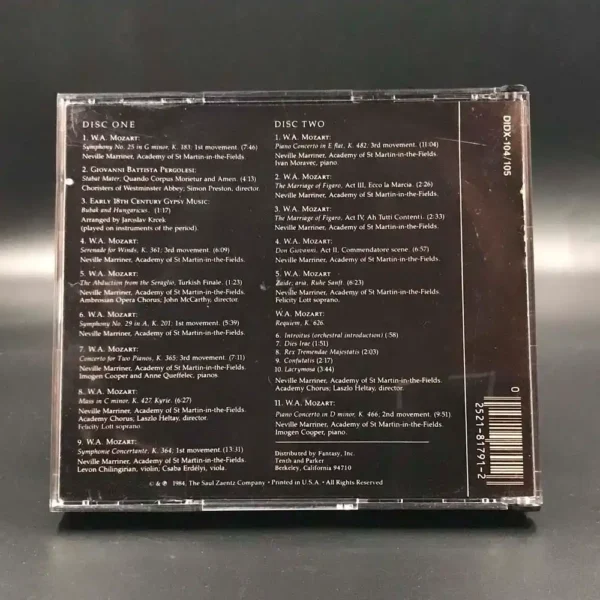 DISC ONE
1. W.A. MOZART:
Symphony No. 25 in G minor, K. 183; 1st movement. (7:46)
Neville Marriner, Academy of St Martin-in-the-Fields.
2. GIOVANNI BATTISTA PERGOLESI:
Stabat Mater; Quando Corpus Morietur and Amen. (4:13)
Choristers of Westminster Abbey; Simon Preston, director.
3. EARLY 18TH CENTURY GYPSY MUSIC:
Bubak and Hungaricus. (1:17)
Arranged by Jaroslav Krcek
(played on instruments of the period).
4. W.A. MOZART:
Serenade for Winds, K. 361; 3rd movement. (6:09)
Neville Marriner, Academy of St Martin-in-the-Fields.
5. W.A. MOZART:
The Abduction from the Seraglio; Turkish Finale. (1:23)
Neville Marriner, Academy of St Martin-in-the-Fields.
Ambrosian Opera Chorus; John McCarthy, director.
6. W.A. MOZART:
Symphony No. 29 in A, K. 201. 1st movement. (5:39)
Neville Marriner, Academy of St Martin-in-the-Fields.
7. W.A. MOZART:
Concerto for Two Pianos, K. 365; 3rd movement. (7:11)
Neville Marriner, Academy of St Martin-in-the-Fields.
Imogen Cooper and Anne Queffelec, pianos.
8. W.A. MOZART:
Mass in C minor, K. 427. Kyrie. (6:27)
Neville Marriner, Academy of St Martin-in-the-Fields.
Academy Chorus, Laszlo Heltay, director.
Felicity Lott soprano.
9. W.A. MOZART:
Symphonie Concertante, K. 364; 1st movement. (13:31)
Neville Marriner, Academy of St Martin-in-the-Fields.
Levon Chilingirian, violin; Csaba Erdélyi, viola.
DISC TWO
1. W.A. MOZART:
Piano Concerto in E flat, K. 482; 3rd movement. (11:04)
Neville Marriner, Academy of St Martin-in-the-Fields.
Ivan Moravec, piano.
2. W.A. MOZART:
The Marriage of Figaro, Act III, Ecco la Marcia. (2:26)
Neville Marriner, Academy of St Martin-in-the-Fields.
3. W.A. MOZART:
The Marriage of Figaro, Act IV, Ah Tutti Contenti. (2:33)
Neville Marriner, Academy of St Martin-in-the-Fields.
4. W.A. MOZART:
Don Giovanni, Act II, Commendatore scene. (6:57)
Neville Marriner, Academy of St Martin-in-the-Fields.
5. W.A. MOZART
Zaide; aria, Ruhe Sanft. (6:23)
Neville Marriner, Academy of St Martin-in-the-Fields.
Felicity Lott soprano.
W.A. MOZART:
Requiem, K. 626.
6. Introitus (orchestral introduction) (:58)
7. Dies Irae (1:51)
8. Rex Tremendae Majestatis (2:03)
9. Confutatis (2:17)
10. Lacrymosa (3:44)
Neville Marriner, Academy of St Martin-in-the-Fields.
Academy Chorus, Laszlo Heltay, director.
11. W.A. MOZART:
Piano Concerto in D minor, K. 466; 2nd movement. (9:51)
Neville Marriner, Academy of St Martin-in-the-Fields.
Imogen Cooper, piano.
Distributed by Fantasy, Inc.
Tenth and Parker
Berkeley, California 94710
© & ℗ 1984, The Saul Zaentz Company • Printed in U.S.A. • All Rights Reserved
DIDX-104/105
0 2521-81791-2